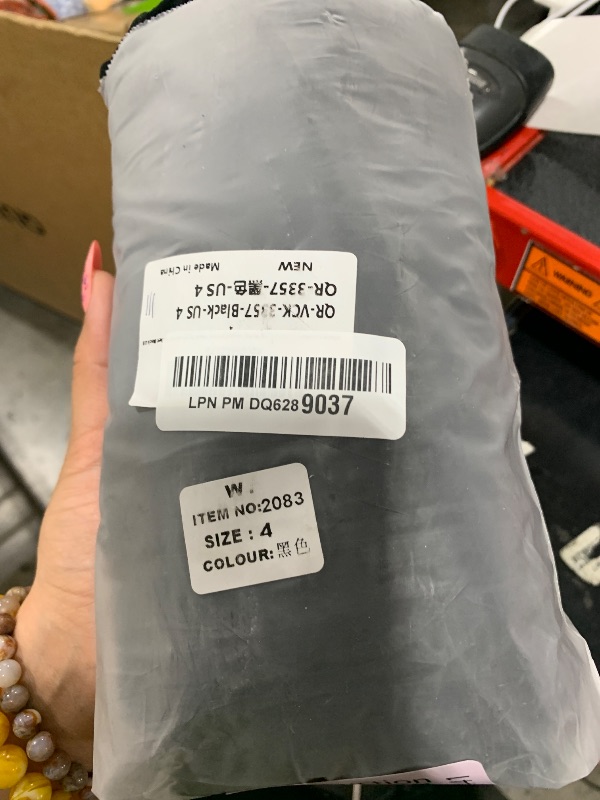 NEW Made in China
QR-3357-黑色-US 4
QR-VCK-3357-Black-US 4
LPN PM DQ628 9037
W.
ITEM NO:2083
SIZE : 4
COLOUR:黑色
WARNING